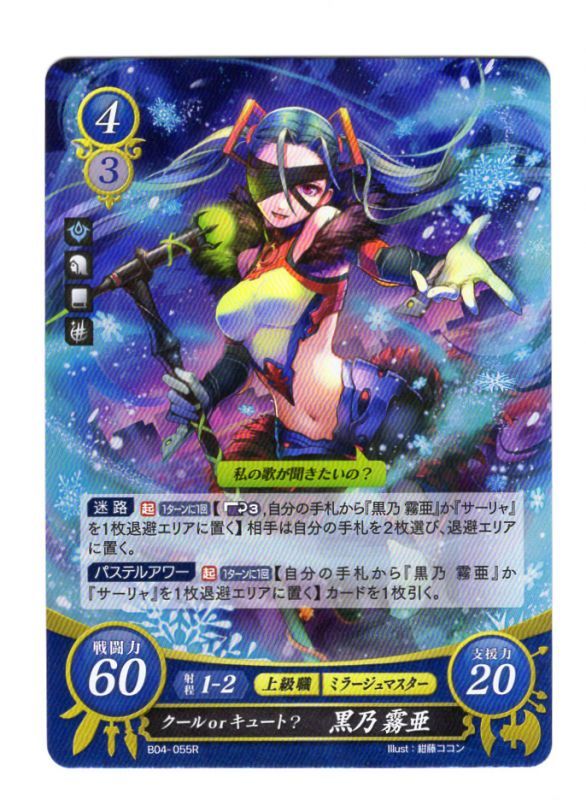 4
3
私の歌が聞きたいの？
迷路 起 1ターンに1回【3,自分の手札から『黒乃 霧亜』か『サーリャ』
を1枚退避エリアに置く】相手は自分の手札を2枚選び、退避エリア
に置く。
パステルアワー 起 1ターンに1回【自分の手札から『黒乃 霧亜』か
『サーリャ』を1枚退避エリアに置く】カードを1枚引く。
戦闘力
60
射程 1-2
上級職 ミラージュマスター
支援力
20
クールorキュート? 黒乃 霧亜
B04-055R Illust：紺藤ココン